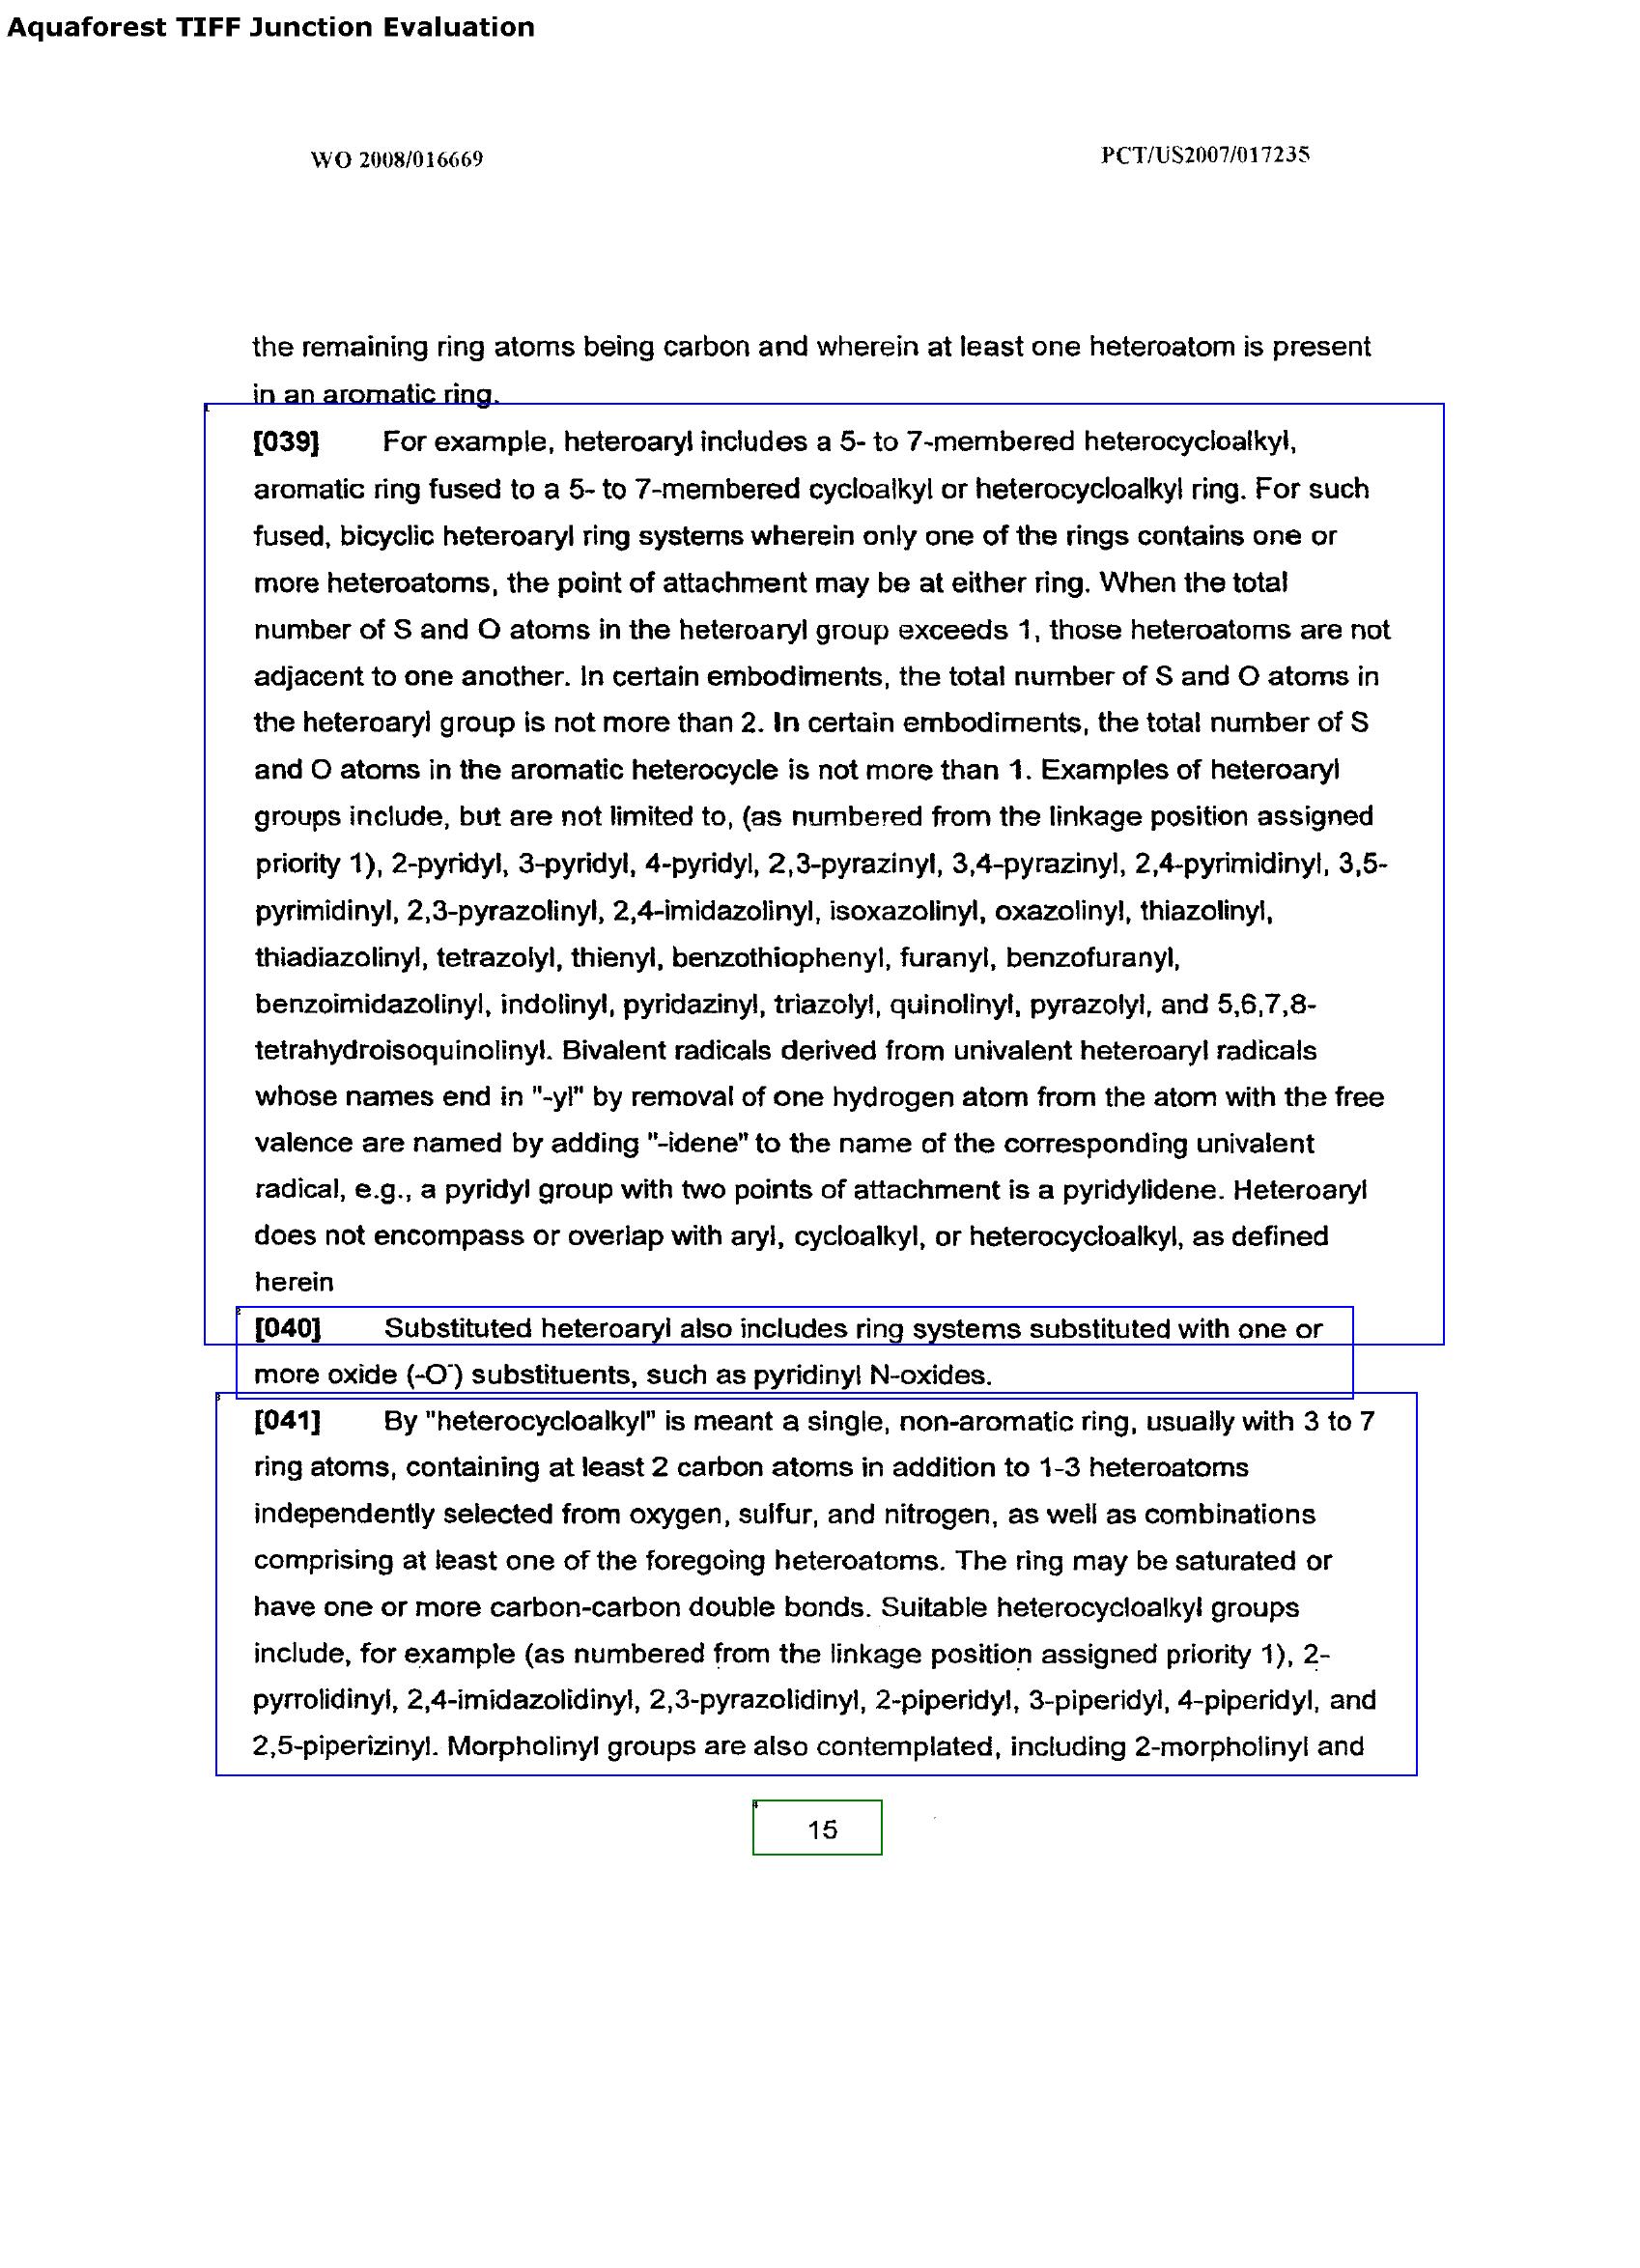 Aquaforest TIFF Junction Evaluation
WO 2008/016669 PCT/US2007/017235
the remaining ring atoms being carbon and wherein at least one heteroatom is present
in an aromatic ring.
[039] For example, heteroaryl includes a 5- to 7-membered heterocycloalkyl,
aromatic ring fused to a 5- to 7-membered cycloalkyl or heterocycloalkyl ring. For such
fused, bicyclic heteroaryl ring systems wherein only one of the rings contains one or
more heteroatoms, the point of attachment may be at either ring. When the total
number of S and O atoms in the heteroaryl group exceeds 1, those heteroatoms are not
adjacent to one another. In certain embodiments, the total number of S and O atoms in
the heteroaryl group is not more than 2. In certain embodiments, the total number of S
and O atoms in the aromatic heterocycle is not more than 1. Examples of heteroaryl
groups include, but are not limited to, (as numbered from the linkage position assigned
priority 1), 2-pyridyl, 3-pyridyl, 4-pyridyl, 2,3-pyrazinyl, 3,4-pyrazinyl, 2,4-pyrimidinyl, 3,5-
pyrimidinyl, 2,3-pyrazolinyl, 2,4-imidazolinyl, isoxazolinyl, oxazolinyl, thiazolinyl,
thiadiazolinyl, tetrazolyl, thienyl, benzothiophenyl, furanyl, benzofuranyl,
benzoimidazolinyl, indolinyl, pyridazinyl, triazolyl, quinolinyl, pyrazolyl, and 5,6,7,8-
tetrahydroisoquinolinyl. Bivalent radicals derived from univalent heteroaryl radicals
whose names end in "-yl" by removal of one hydrogen atom from the atom with the free
valence are named by adding "-idene" to the name of the corresponding univalent
radical, e.g., a pyridyl group with two points of attachment is a pyridylidene. Heteroaryl
does not encompass or overlap with aryl, cycloalkyl, or heterocycloalkyl, as defined
herein
[040] Substituted heteroaryl also includes ring systems substituted with one or
more oxide (-O⁻) substituents, such as pyridinyl N-oxides.
[041] By "heterocycloalkyl" is meant a single, non-aromatic ring, usually with 3 to 7
ring atoms, containing at least 2 carbon atoms in addition to 1-3 heteroatoms
independently selected from oxygen, sulfur, and nitrogen, as well as combinations
comprising at least one of the foregoing heteroatoms. The ring may be saturated or
have one or more carbon-carbon double bonds. Suitable heterocycloalkyl groups
include, for example (as numbered from the linkage position assigned priority 1), 2-
pyrrolidinyl, 2,4-imidazolidinyl, 2,3-pyrazolidinyl, 2-piperidyl, 3-piperidyl, 4-piperidyl, and
2,5-piperizinyl. Morpholinyl groups are also contemplated, including 2-morpholinyl and
15